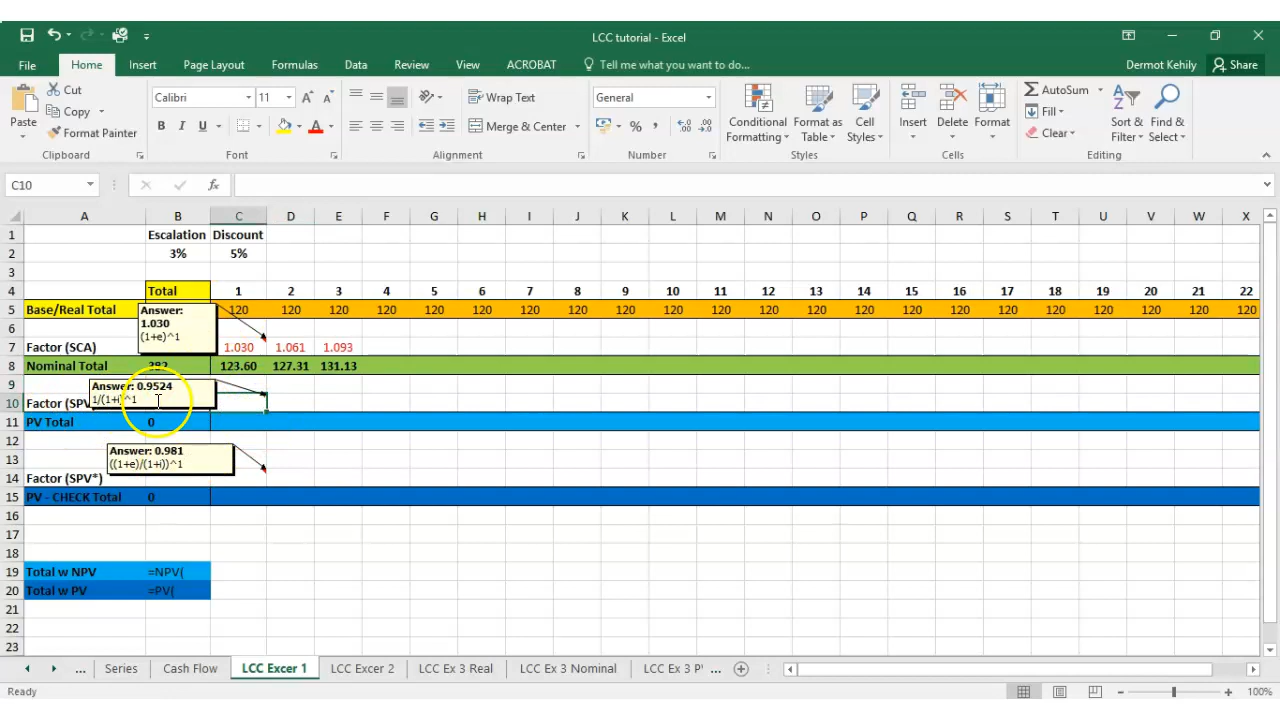 LCC tutorial - Excel
File Home Insert Page Layout Formulas Data Review View ACROBAT Tell me what you want to do... Dermot Kehily Share
Paste Cut Copy Format Painter Clipboard
Calibri 11 A A B I U A Font
Wrap Text Merge & Center Alignment
General % , Number
Conditional Formatting Format as Table Cell Styles Styles
Insert Delete Format Cells
AutoSum Fill Clear Sort & Filter Find & Select Editing
C10 fx
A B C D E F G H I J K L M N O P Q R S T U V W X
1 Escalation Discount
2 3% 5%
3
4 Total 1 2 3 4 5 6 7 8 9 10 11 12 13 14 15 16 17 18 19 20 21 22
5 Base/Real Total 120 120 120 120 120 120 120 120 120 120 120 120 120 120 120 120 120 120 120 120 120 120
Answer:
1.030
(1+e)^1
6
7 Factor (SCA) 1.030 1.061 1.093
8 Nominal Total 382 123.60 127.31 131.13
9
Answer: 0.9524
1/(1+i)^1
10 Factor (SPV
11 PV Total 0
12
13
Answer: 0.981
((1+e)/(1+i))^1
14 Factor (SPV*)
15 PV - CHECK Total 0
16
17
18
19 Total w NPV =NPV(
20 Total w PV =PV(
21
22
23
... Series Cash Flow LCC Excer 1 LCC Excer 2 LCC Ex 3 Real LCC Ex 3 Nominal LCC Ex 3 P' ...
Ready 100%